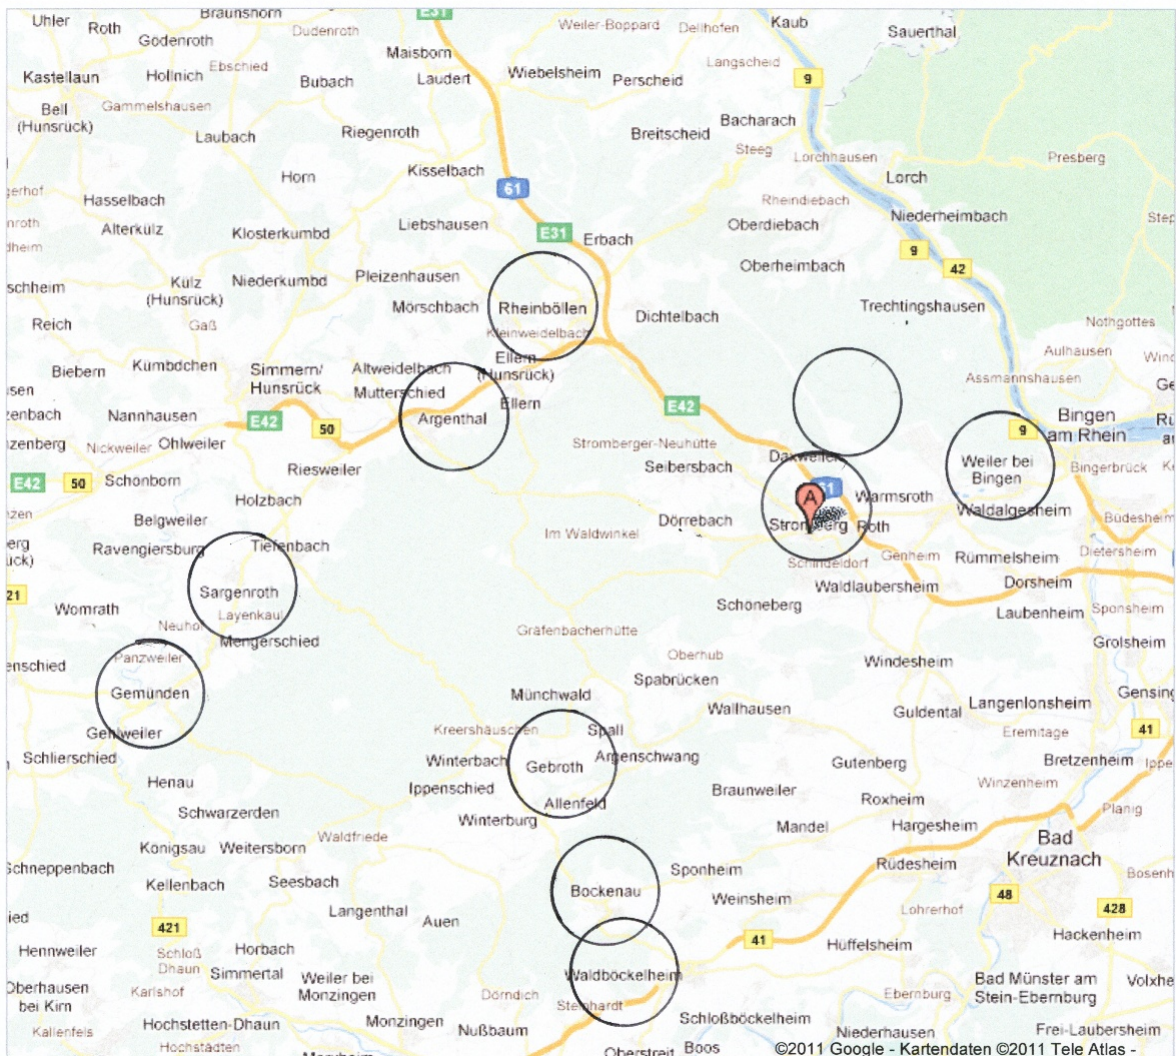 Uhler
Roth
Braunshorn
E31
Weiler-Boppard
Dellhofen
Kaub
Sauerthal
Godenroth
Dudenroth
Maisborn
Laudert
Wiebelsheim
Perscheid
Langscheid
9
Kastellaun
Hollnich
Ebschied
Bubach
Gammelshausen
Bell
(Hunsrück)
Laubach
Riegenroth
Breitscheid
Bacharach
Steeg
Lorchhausen
Presberg
Kisselbach
Horn
61
Lorch
Hasselbach
Rheindiebach
Alterkülz
Klosterkumbd
Liebshausen
E31
Erbach
Oberdiebach
Niederheimbach
9
42
Külz
(Hunsrück)
Niederkumbd
Pleizenhausen
Oberheimbach
Reich
Gaß
Mörschbach
Rheinböllen
Kleinweidelbach
Dichtelbach
Trechtingshausen
Nothgottes
Aulhausen
Biebern
Kümbdchen
Simmern/
Hunsrück
Altweidelbach
Mutterschied
Ellern
(Hunsrück)
Ellern
E42
Assmannshausen
Nannhausen
Argenthal
Bingen
am Rhein
9
Nickweiler
Ohlweiler
E42
50
Stromberger-Neuhütte
Daxweiler
Weiler bei
Bingen
Bingerbrück
E42
50
Schönborn
Riesweiler
Seibersbach
61
A
Warmsroth
Holzbach
Waldalgesheim
Belgweiler
Dörrebach
Stromberg
Roth
Büdesheim
Ravengiersburg
Tiefenbach
Im Waldwinkel
Schindeldorf
Genheim
Rümmelsheim
Dietersheim
21
Sargenroth
Waldlaubersheim
Dorsheim
Womrath
Layenkaul
Schöneberg
Laubenheim
Sponsheim
Mengerschied
Gräfenbacherhütte
Grolsheim
Panzweiler
Oberhub
Windesheim
Gemünden
Münchwald
Spabrücken
Langenlonsheim
Gensing
Gehlweiler
Kreershäuschen
Spall
Wallhausen
Guldental
Eremitage
41
Schlierschied
Winterbach
Gebroth
Argenschwang
Gutenberg
Bretzenheim
Henau
Ippenschied
Allenfeld
Braunweiler
Roxheim
Winzenheim
Schwarzerden
Winterburg
Mandel
Hargesheim
Planig
Waldfriede
Königsau
Weitersborn
Bad
Kreuznach
Schneppenbach
Kellenbach
Seesbach
Bockenau
Sponheim
Rüdesheim
Weinsheim
48
Langenthal
Auen
Lohrerhof
428
421
41
Hackenheim
Hennweiler
Schloß
Dhaun
Horbach
Hüffelsheim
Simmertal
Weiler bei
Monzingen
Waldböckelheim
Bad Münster am
Stein-Ebernburg
Oberhausen
bei Kirn
Karlshof
Dörndich
Steinhardt
Ebernburg
Kallenfels
Hochstetten-Dhaun
Monzingen
Nußbaum
Schloßböckelheim
Niederhausen
Frei-Laubersheim
Hochstädten
Oberstreit
Boos
©2011 Google - Kartendaten ©2011 Tele Atlas -